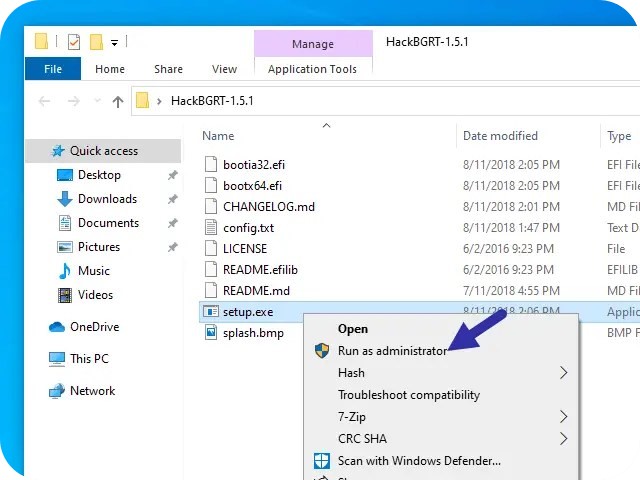 Manage
HackBGRT-1.5.1
File
Home
Share
View
Application Tools
HackBGRT-1.5.1
Name
Date modified
Type
Quick access
Desktop
Downloads
Documents
Pictures
Music
Videos
OneDrive
This PC
Network
bootia32.efi 8/11/2018 2:05 PM EFI File
bootx64.efi 8/11/2018 2:05 PM EFI File
CHANGELOG.md 8/11/2018 2:01 PM MD Fil
config.txt 8/11/2018 1:47 PM Text D
LICENSE 6/2/2016 9:23 PM File
README.efilib 6/2/2016 9:23 PM EFILIB
README.md 7/11/2018 4:55 PM MD Fil
setup.exe 8/11/2018 2:06 PM Applic
splash.bmp BMP F
Open
Run as administrator
Hash
Troubleshoot compatibility
7-Zip
CRC SHA
Scan with Windows Defender...